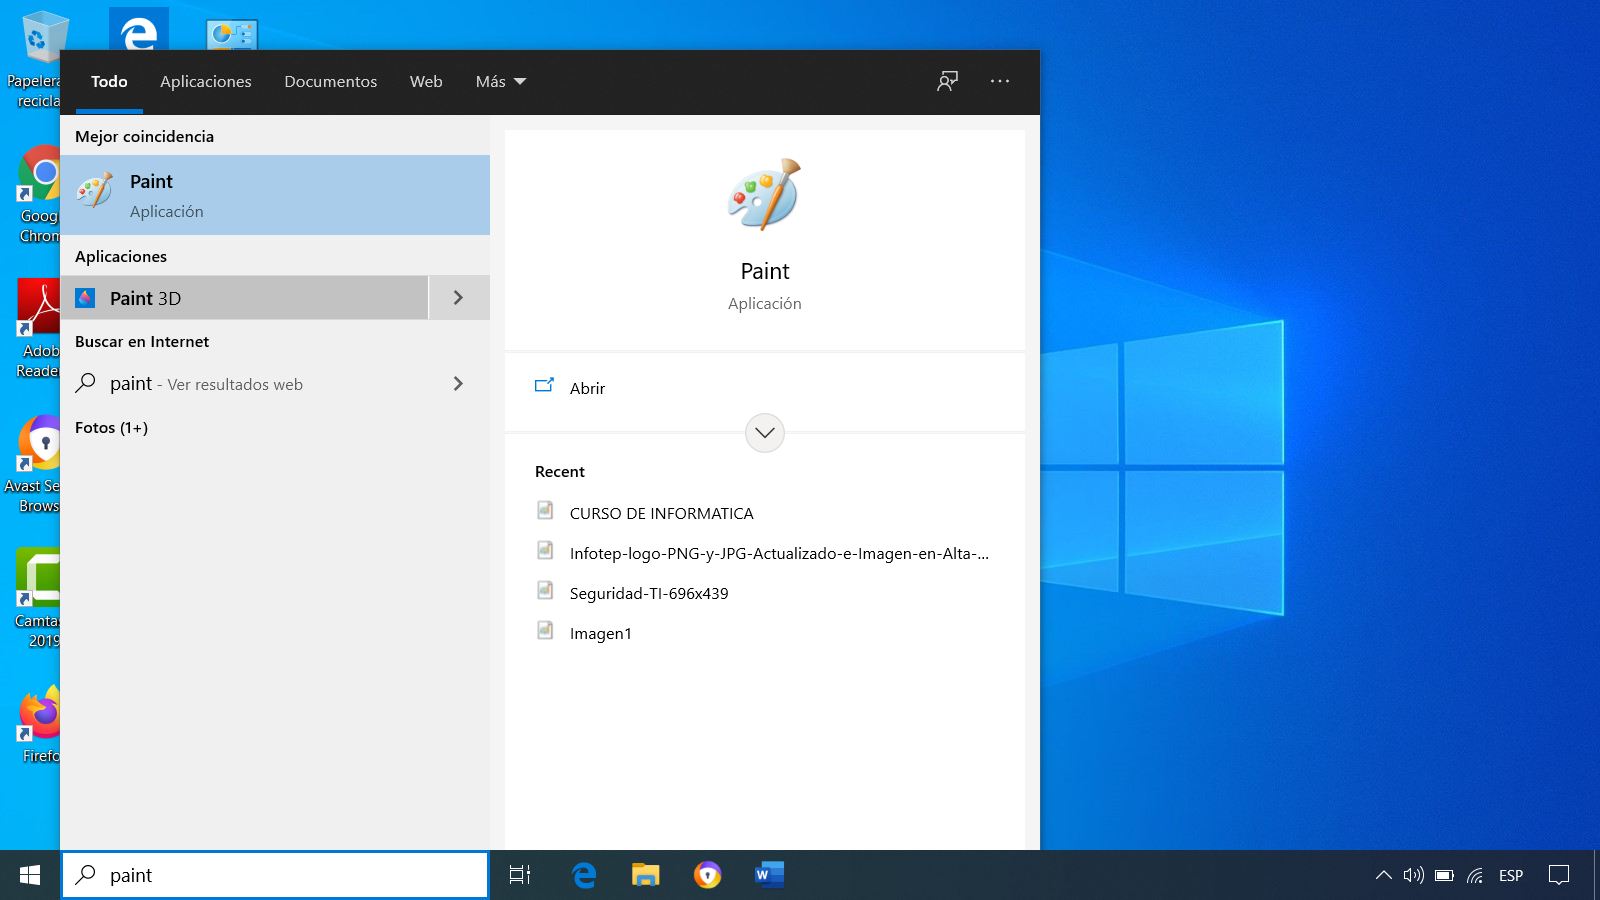 Todo Aplicaciones Documentos Web Más
Mejor coincidencia
Paint
Aplicación
Aplicaciones
Paint 3D
Buscar en Internet
paint - Ver resultados web
Fotos (1+)
Paint
Aplicación
Abrir
Recent
CURSO DE INFORMATICA
Infotep-logo-PNG-y-JPG-Actualizado-e-Imagen-en-Alta-...
Seguridad-TI-696x439
Imagen1
Papelera
recicla
Goog
Chrom
Adob
Reade
Avast Se
Brows
Camtas
2019
Firefo
paint
W
ESP